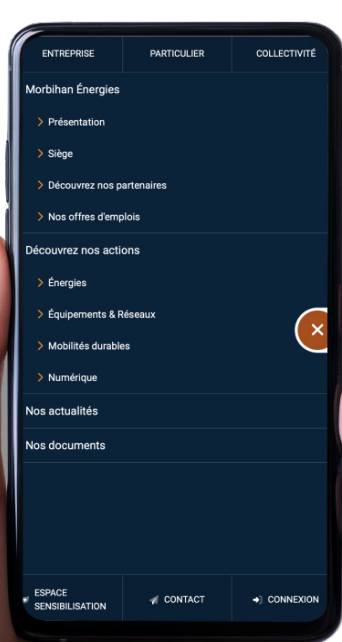 ENTREPRISE PARTICULIER COLLECTIVITÉ
Morbihan Énergies
Présentation
Siège
Découvrez nos partenaires
Nos offres d'emplois
Découvrez nos actions
Énergies
Équipements & Réseaux
Mobilités durables
Numérique
Nos actualités
Nos documents
ESPACE
SENSIBILISATION CONTACT CONNEXION